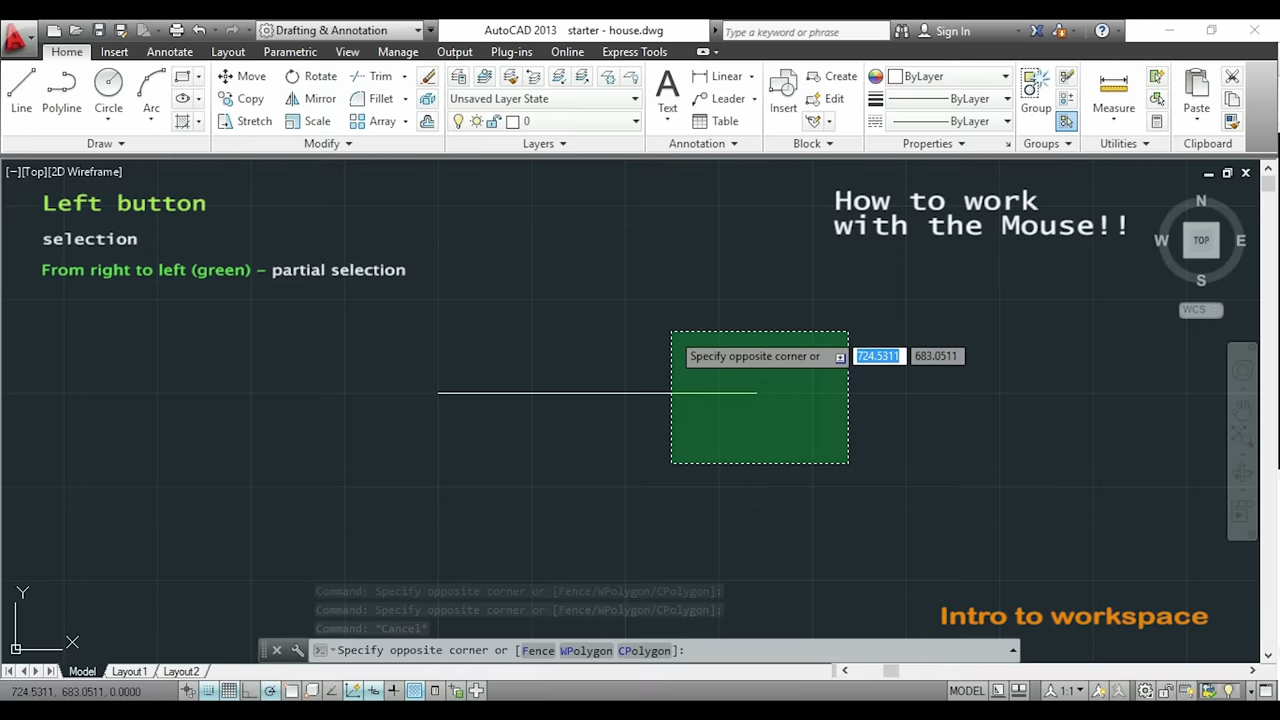 Drafting & Annotation
AutoCAD 2013 starter - house.dwg
Type a keyword or phrase
Sign In
Home Insert Annotate Layout Parametric View Manage Output Plug-ins Online Express Tools
Line
Polyline
Circle
Arc
Draw
Move
Rotate
Trim
Copy
Mirror
Fillet
Stretch
Scale
Array
Modify
Unsaved Layer State
0
Layers
Text
Linear
Leader
Table
Annotation
Insert
Create
Edit
Block
ByLayer
ByLayer
ByLayer
Properties
Group
Groups
Measure
Utilities
Paste
Clipboard
[−][Top][2D Wireframe]
Left button
selection
From right to left (green) – partial selection
How to work
with the Mouse!!
N
W
TOP
E
S
WCS
Specify opposite corner or
724.5311
683.0511
Command: Specify opposite corner or [Fence/WPolygon/CPolygon]:
Command: Specify opposite corner or [Fence/WPolygon/CPolygon]:
Command: *Cancel*
Specify opposite corner or [Fence WPolygon CPolygon]:
Intro to workspace
Y
X
Model Layout1 Layout2
724.5311, 683.0511, 0.0000
MODEL
1:1